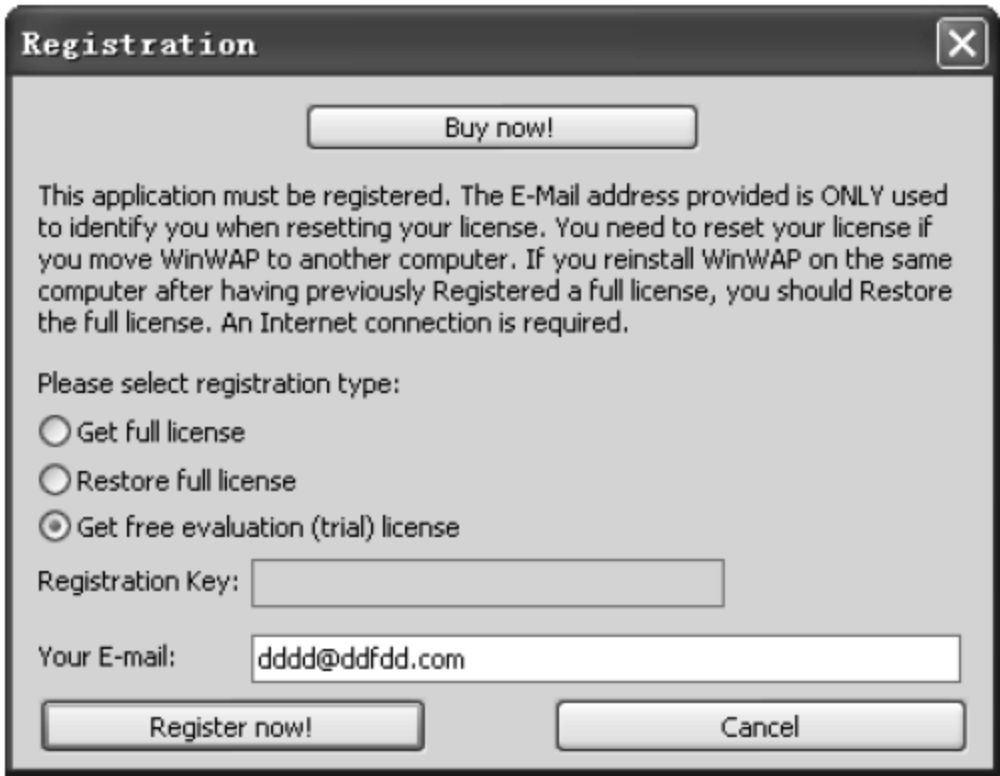 Registration
Buy now!
This application must be registered. The E-Mail address provided is ONLY used
to identify you when resetting your license. You need to reset your license if
you move WinWAP to another computer. If you reinstall WinWAP on the same
computer after having previously Registered a full license, you should Restore
the full license. An Internet connection is required.
Please select registration type:
Get full license
Restore full license
Get free evaluation (trial) license
Registration Key:
Your E-mail: dddd@ddfdd.com
Register now! Cancel